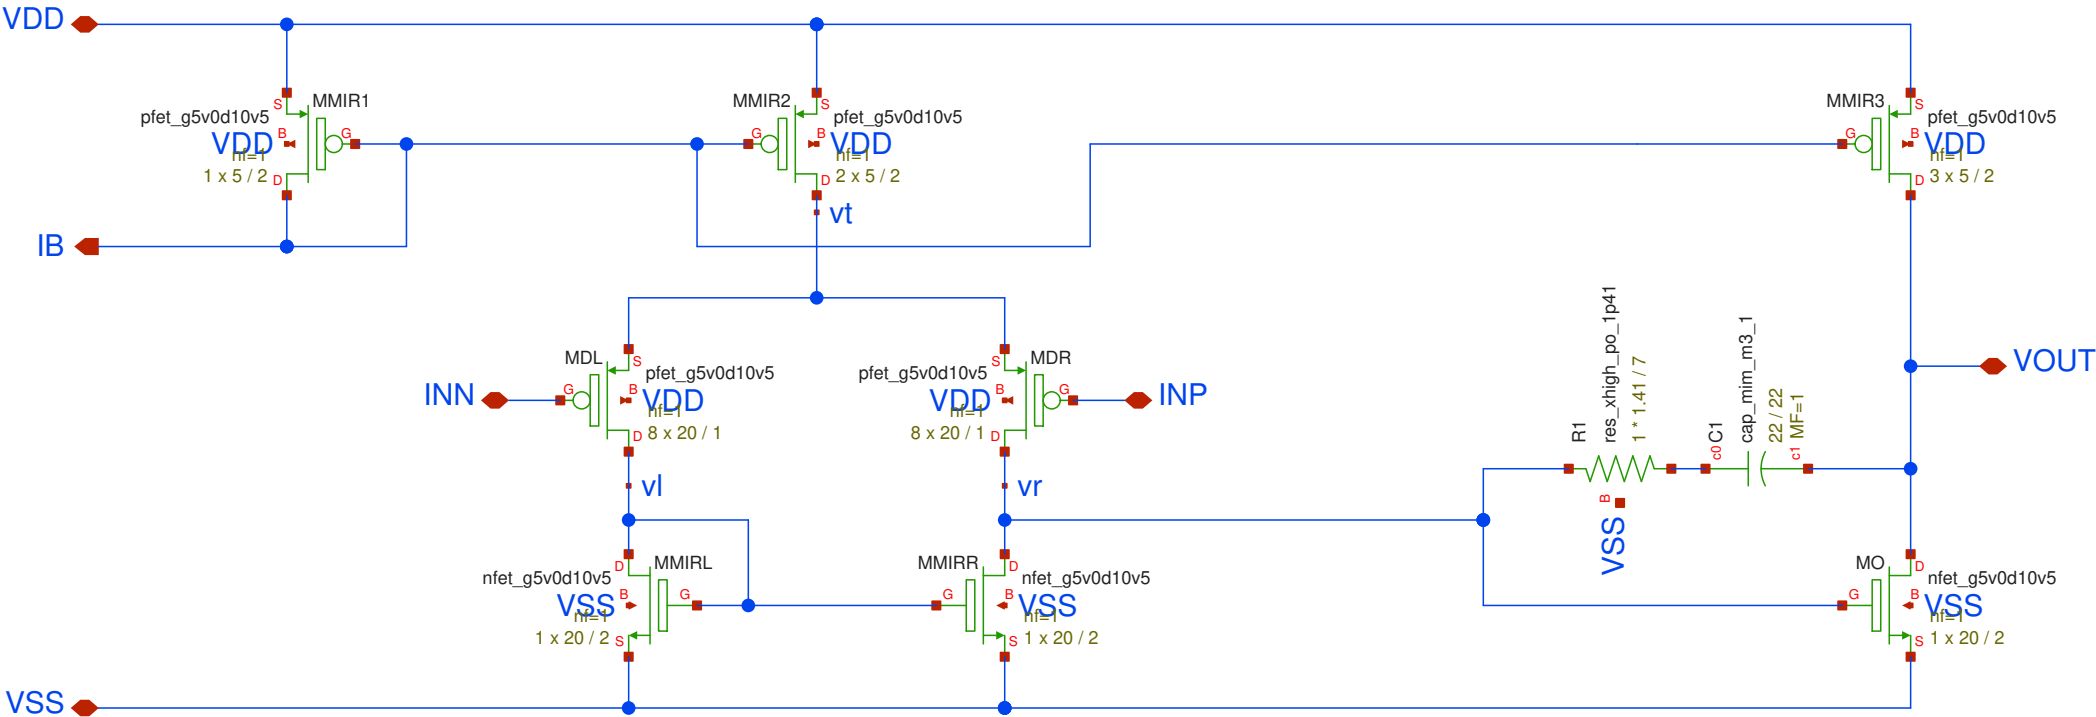 VDD
S
MMIR1
pfet_g5v0d10v5
B
VDD
G
nf=1
1 x 5 / 2
D
IB
MMIR2
S
pfet_g5v0d10v5
G
B
VDD
nf=1
2 x 5 / 2
D
vt
MMIR3
S
pfet_g5v0d10v5
G
B
VDD
nf=1
3 x 5 / 2
D
MDL
S
pfet_g5v0d10v5
INN
G
B
VDD
nf=1
8 x 20 / 1
D
vl
S
MDR
pfet_g5v0d10v5
B
VDD
G
INP
nf=1
8 x 20 / 1
D
vr
R1
res_xhigh_po_1p41
1 * 1.41 / 7
B
VSS
c0
C1
cap_mim_m3_1
22 / 22
MF=1
c1
VOUT
D
MMIRL
nfet_g5v0d10v5
B
VSS
G
nf=1
1 x 20 / 2
S
MMIRR
D
nfet_g5v0d10v5
G
B
VSS
nf=1
1 x 20 / 2
S
MO
D
nfet_g5v0d10v5
G
B
VSS
nf=1
1 x 20 / 2
S
VSS